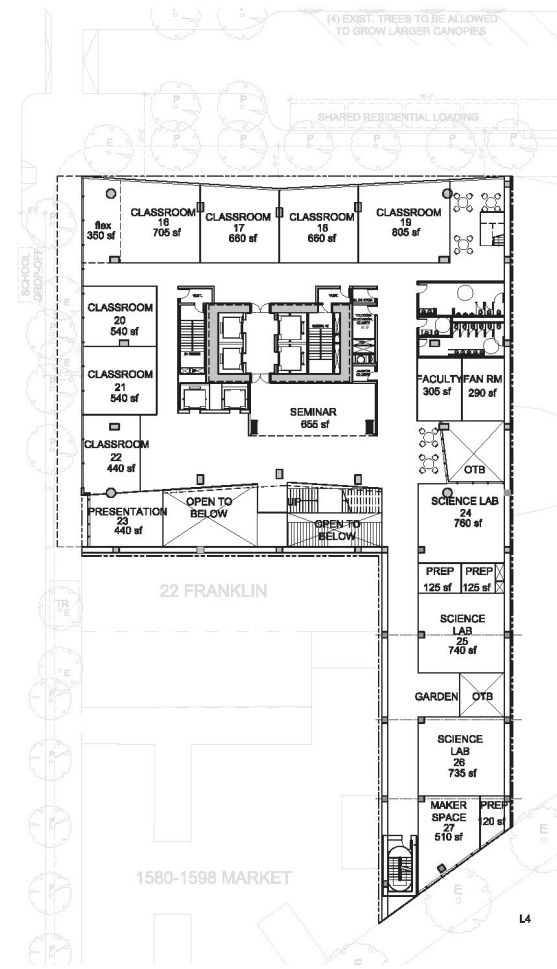 (4) EXIST. TREES TO BE ALLOWED
TO GROW LARGER CANOPIES
SHARED RESIDENTIAL LOADING
SCHOOL
DROP-OFF
flex
350 sf
CLASSROOM
16
705 sf
CLASSROOM
17
660 sf
CLASSROOM
18
660 sf
CLASSROOM
19
805 sf
CLASSROOM
20
540 sf
CLASSROOM
21
540 sf
CLASSROOM
22
440 sf
SEMINAR
655 sf
FACULTY
305 sf
FAN RM
290 sf
OTB
PRESENTATION
23
440 sf
OPEN TO
BELOW
UP
OPEN TO
BELOW
SCIENCE LAB
24
760 sf
PREP
125 sf
PREP
125 sf
SCIENCE
LAB
25
740 sf
22 FRANKLIN
GARDEN
OTB
SCIENCE
LAB
26
735 sf
MAKER
SPACE
27
510 sf
PREP
120 sf
1580-1598 MARKET
L4